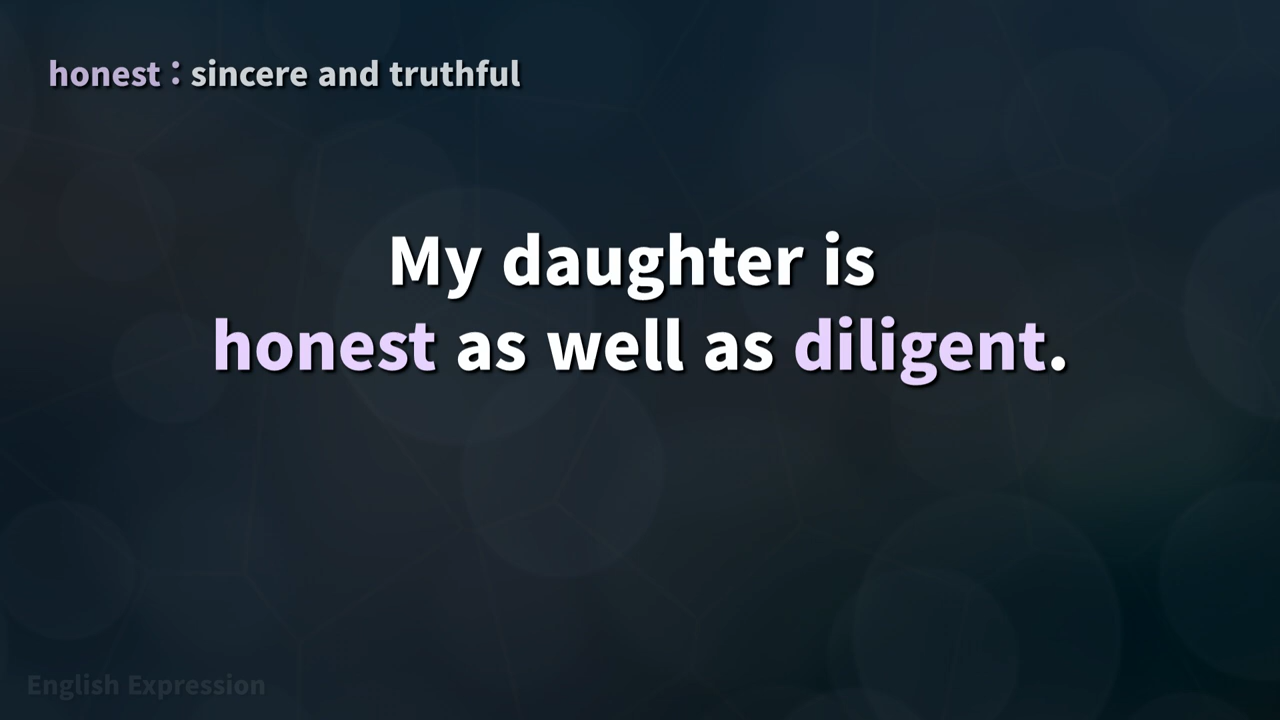 honest : sincere and truthful
My daughter is
honest as well as diligent.
English Expression